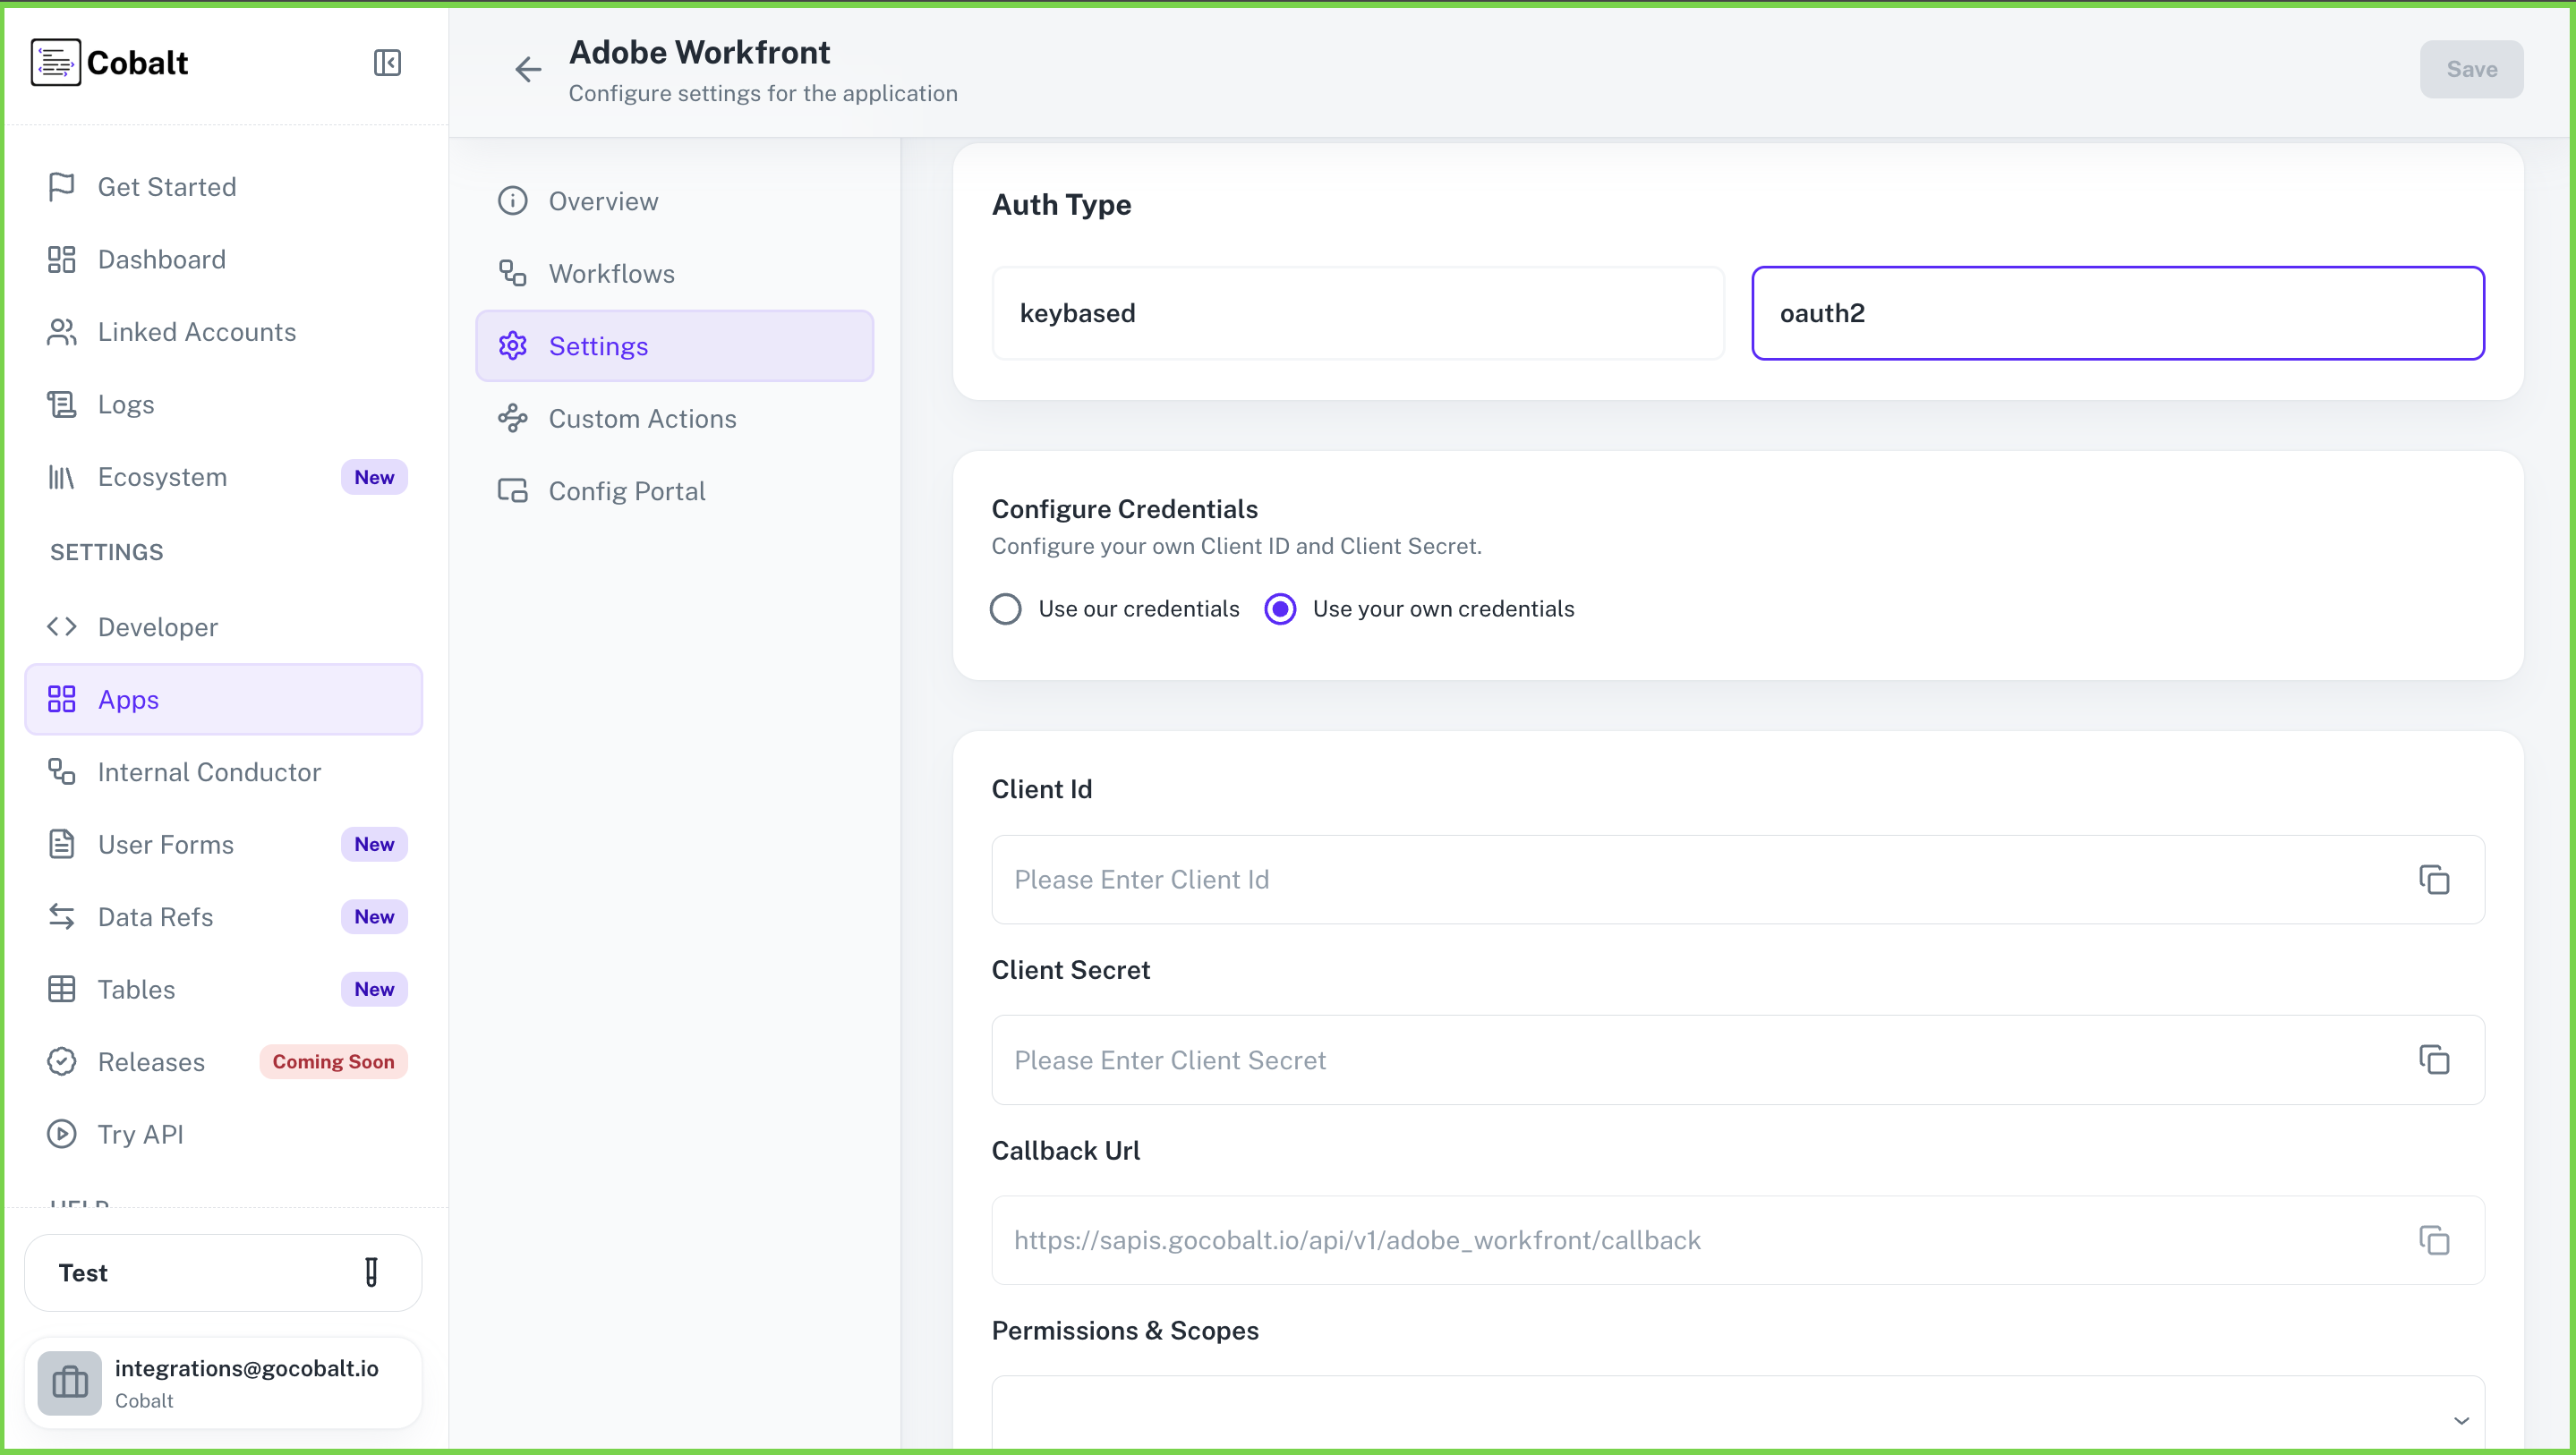 Cobalt
Get Started
Dashboard
Linked Accounts
Logs
Ecosystem New
SETTINGS
Developer
Apps
Internal Conductor
User Forms New
Data Refs New
Tables New
Releases Coming Soon
Try API
HELP
Test
integrations@gocobalt.io
Cobalt
Adobe Workfront
Configure settings for the application
Save
Overview
Workflows
Settings
Custom Actions
Config Portal
Auth Type
keybased
oauth2
Configure Credentials
Configure your own Client ID and Client Secret.
Use our credentials Use your own credentials
Client Id
Please Enter Client Id
Client Secret
Please Enter Client Secret
Callback Url
https://sapis.gocobalt.io/api/v1/adobe_workfront/callback
Permissions & Scopes